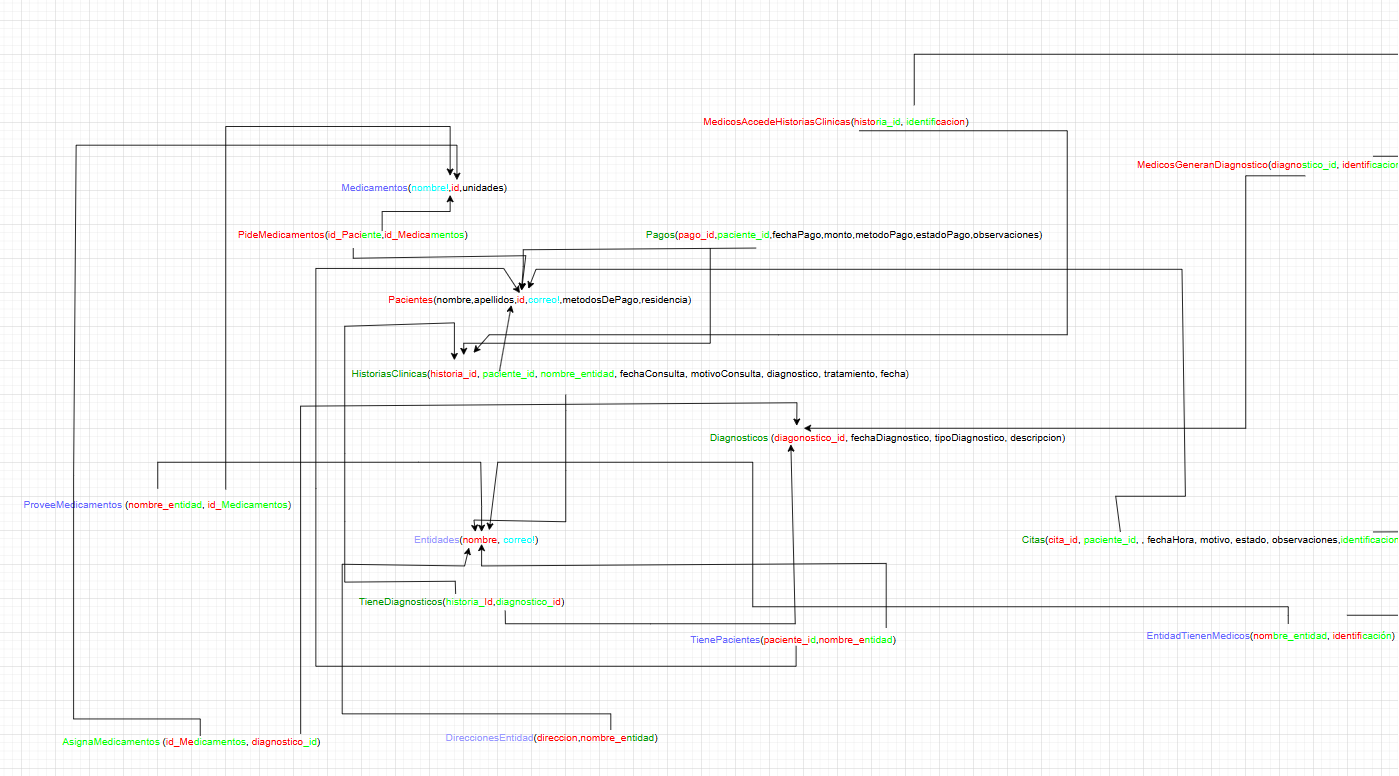 MedicosAccedeHistoriasClinicas(historia_id, identificacion)
MedicosGeneranDiagnostico(diagnostico_id, identificacion
Medicamentos(nombre!,id,unidades)
PideMedicamentos(id_Paciente,id_Medicamentos)
Pagos(pago_id,paciente_id,fechaPago,monto,metodoPago,estadoPago,observaciones)
Pacientes(nombre,apellidos,id,correo!,metodosDePago,residencia)
HistoriasClinicas(historia_id, paciente_id, nombre_entidad, fechaConsulta, motivoConsulta, diagnostico, tratamiento, fecha)
Diagnosticos (diagonostico_id, fechaDiagnostico, tipoDiagnostico, descripcion)
ProveeMedicamentos (nombre_entidad, id_Medicamentos)
Entidades(nombre, correo!)
Citas(cita_id, paciente_id, , fechaHora, motivo, estado, observaciones,identificacion
TieneDiagnosticos(historia_id,diagnostico_id)
TienePacientes(paciente_id,nombre_entidad)
EntidadTienenMedicos(nombre_entidad, identificación)
DireccionesEntidad(direccion,nombre_entidad)
AsignaMedicamentos (id_Medicamentos, diagnostico_id)